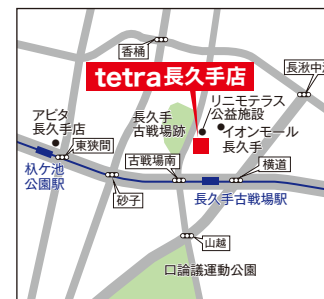 香桶
長湫中
tetra長久手店
リニモテラス
公益施設
イオンモール
長久手
長久手
古戦場跡
アピタ
長久手店
東狭間
杁ケ池
公園駅
古戦場南
横道
砂子
長久手古戦場駅
山越
口論議運動公園